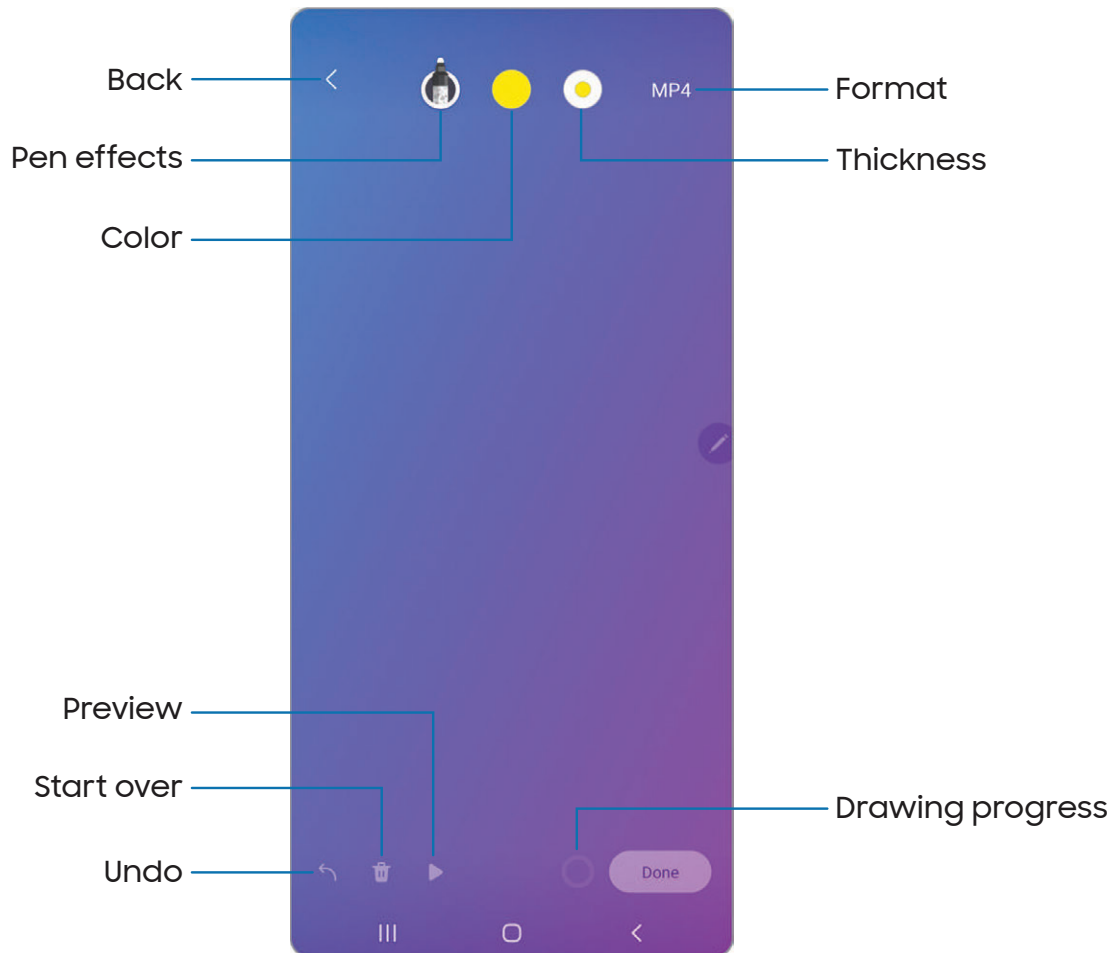 Back
MP4
Format
Pen effects
Thickness
Color
Preview
Start over
Drawing progress
Undo
Done